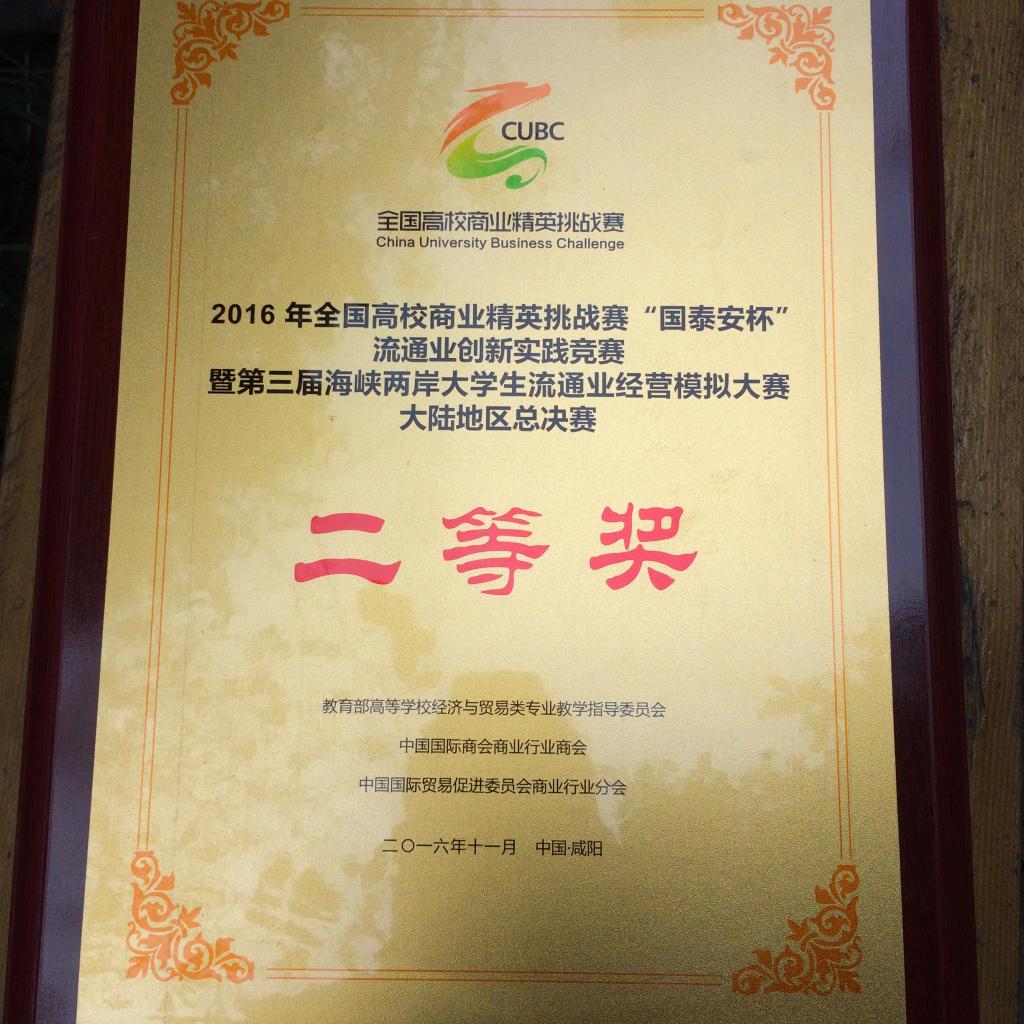 CUBC
全国高校商业精英挑战赛
China University Business Challenge
2016 年全国高校商业精英挑战赛“国泰安杯”
流通业创新实践竞赛
暨第三届海峡两岸大学生流通业经营模拟大赛
大陆地区总决赛
二等奖
教育部高等学校经济与贸易类专业教学指导委员会
中国国际商会商业行业商会
中国国际贸易促进委员会商业行业分会
二〇一六年十一月 中国·咸阳